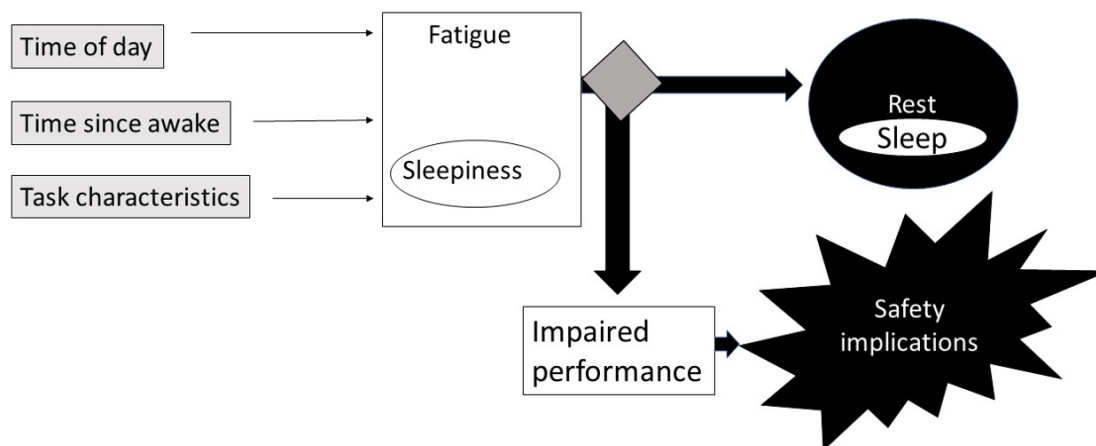 Time of day
Time since awake
Task characteristics
Fatigue
Sleepiness
Rest
Sleep
Impaired
performance
Safety
implications